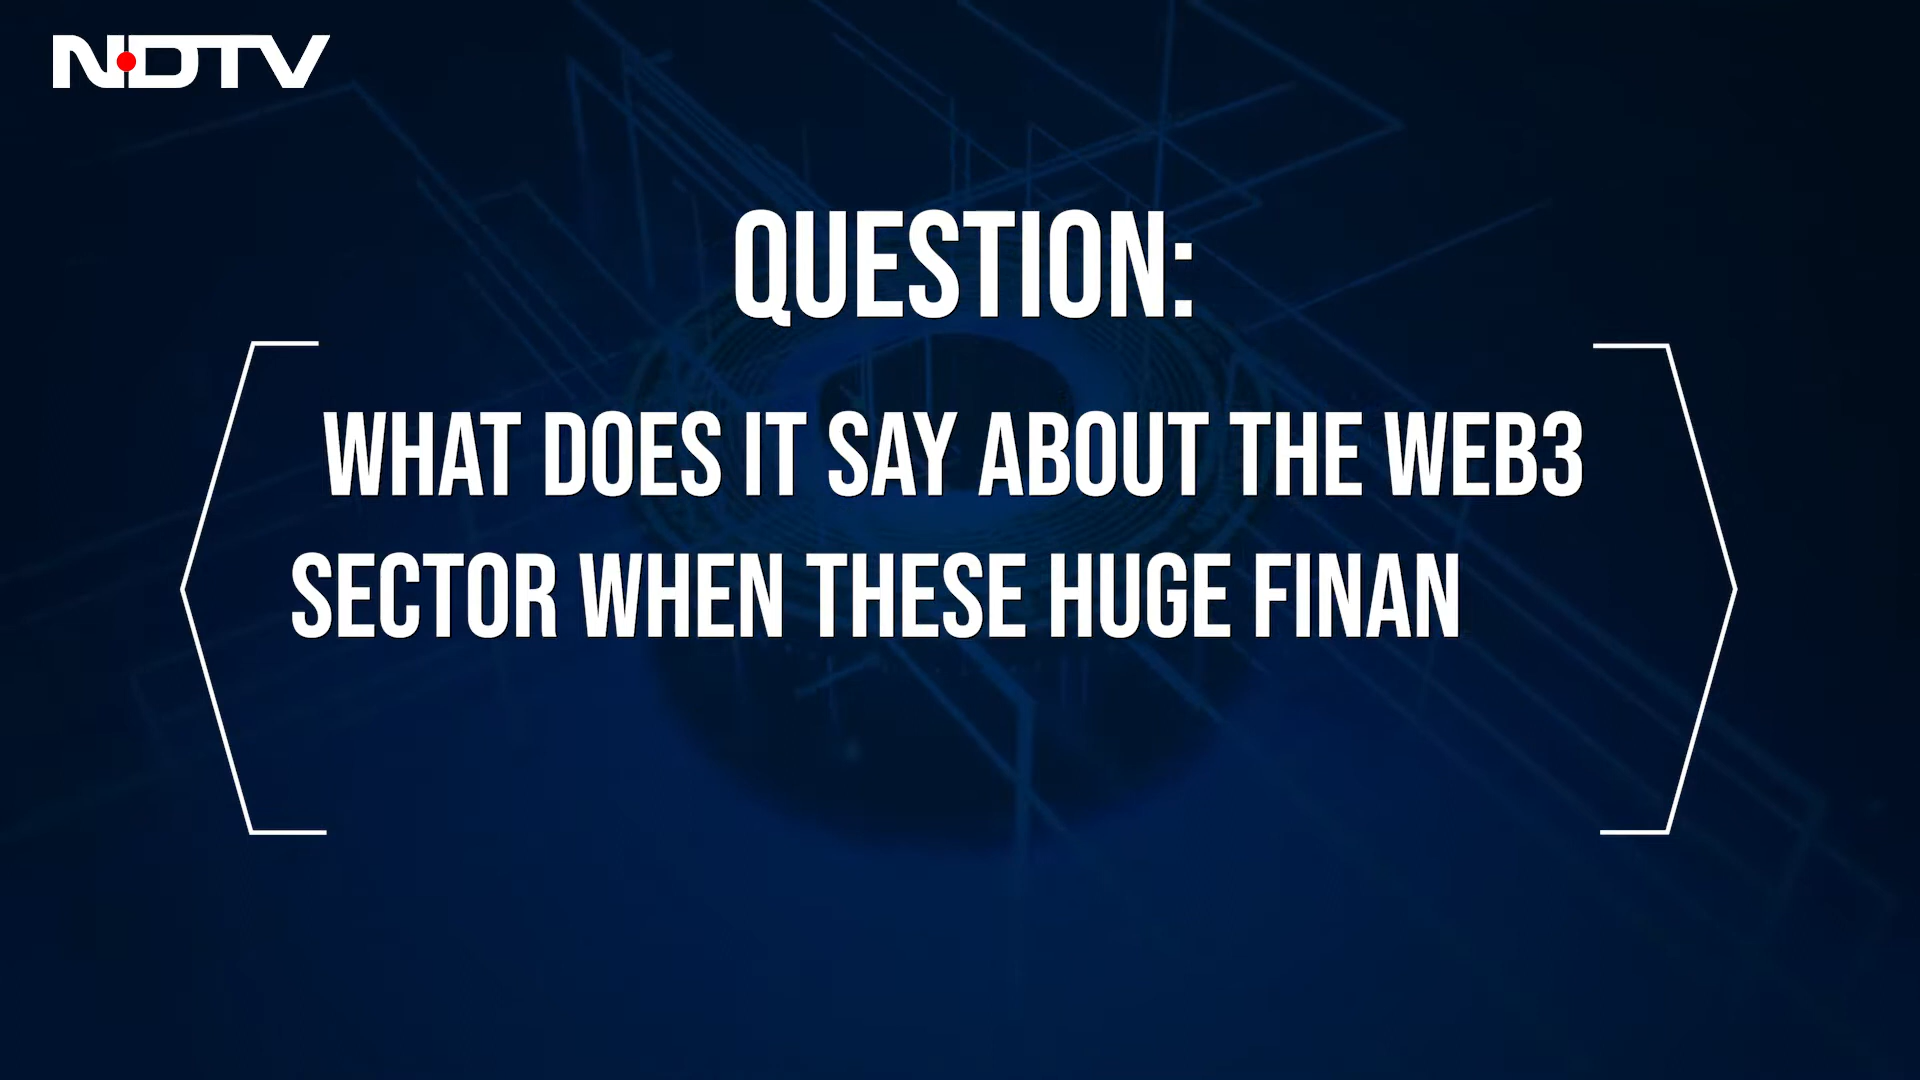 NDTV
QUESTION:
WHAT DOES IT SAY ABOUT THE WEB3
SECTOR WHEN THESE HUGE FINAN